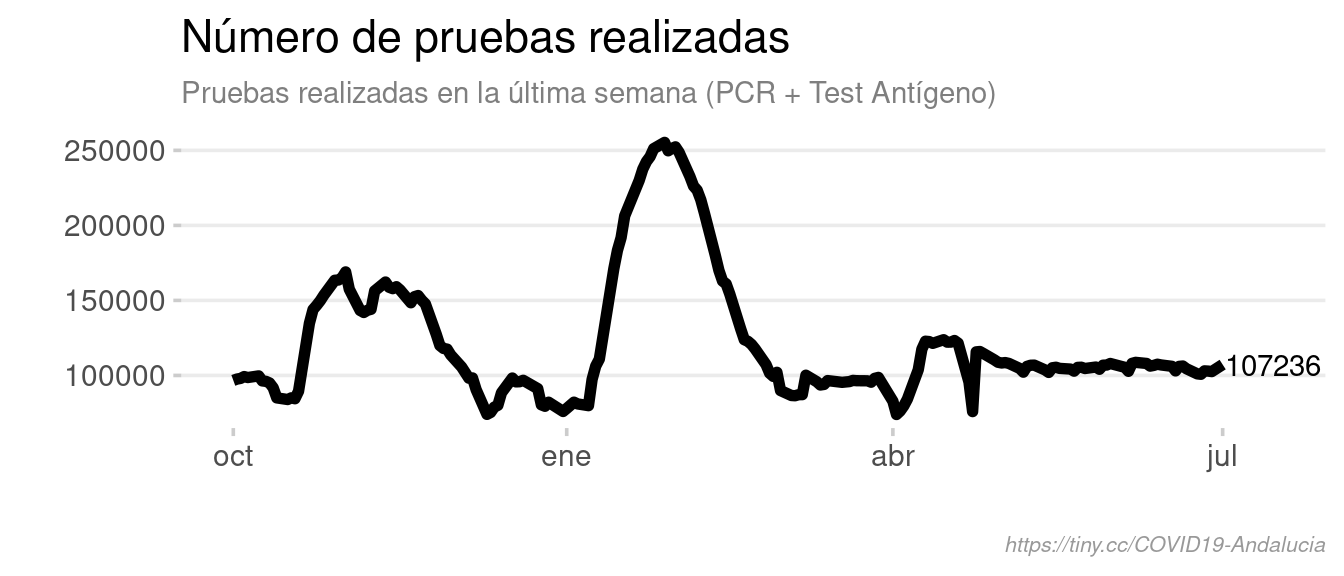 Número de pruebas realizadas
Pruebas realizadas en la última semana (PCR + Test Antígeno)
250000
200000
150000
100000
107236
oct ene abr jul
https://tiny.cc/COVID19-Andalucia